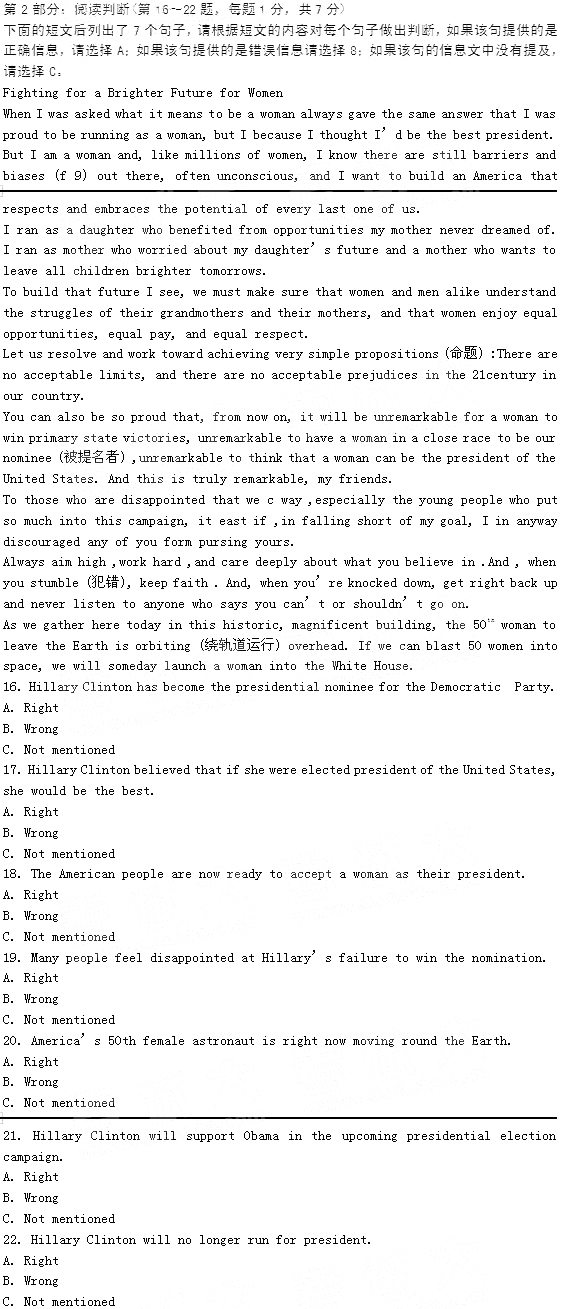 第2部分：阅读判断(第16--22题，每题1分，共7分)
下面的短文后列出了7个句子，请根据短文的内容对每个句子做出判断，如果该句提供的是
正确信息，请选择A；如果该句提供的是错误信息请选择8；如果该句的信息文中没有提及，
请选择C。
Fighting for a Brighter Future for Women
When I was asked what it means to be a woman always gave the same answer that I was
proud to be running as a woman, but I because I thought I'd be the best president.
But I am a woman and, like millions of women, I know there are still barriers and
biases (f 9) out there, often unconscious, and I want to build an America that
respects and embraces the potential of every last one of us.
I ran as a daughter who benefited from opportunities my mother never dreamed of.
I ran as mother who worried about my daughter's future and a mother who wants to
leave all children brighter tomorrows.
To build that future I see, we must make sure that women and men alike understand
the struggles of their grandmothers and their mothers, and that women enjoy equal
opportunities, equal pay, and equal respect.
Let us resolve and work toward achieving very simple propositions (命题) :There are
no acceptable limits, and there are no acceptable prejudices in the 21century in
our country.
You can also be so proud that, from now on, it will be unremarkable for a woman to
win primary state victories, unremarkable to have a woman in a close race to be our
nominee (被提名者) ,unremarkable to think that a woman can be the president of the
United States. And this is truly remarkable, my friends.
To those who are disappointed that we c way ,especially the young people who put
so much into this campaign, it east if ,in falling short of my goal, I in anyway
discouraged any of you form pursing yours.
Always aim high ,work hard ,and care deeply about what you believe in .And , when
you stumble (犯错), keep faith . And, when you're knocked down, get right back up
and never listen to anyone who says you can't or shouldn't go on.
As we gather here today in this historic, magnificent building, the 50th woman to
leave the Earth is orbiting (绕轨道运行) overhead. If we can blast 50 women into
space, we will someday launch a woman into the White House.
16. Hillary Clinton has become the presidential nominee for the Democratic Party.
A. Right
B. Wrong
C. Not mentioned
17. Hillary Clinton believed that if she were elected president of the United States,
she would be the best.
A. Right
B. Wrong
C. Not mentioned
18. The American people are now ready to accept a woman as their president.
A. Right
B. Wrong
C. Not mentioned
19. Many people feel disappointed at Hillary's failure to win the nomination.
A. Right
B. Wrong
C. Not mentioned
20. America's 50th female astronaut is right now moving round the Earth.
A. Right
B. Wrong
C. Not mentioned
21. Hillary Clinton will support Obama in the upcoming presidential election
campaign.
A. Right
B. Wrong
C. Not mentioned
22. Hillary Clinton will no longer run for president.
A. Right
B. Wrong
C. Not mentioned